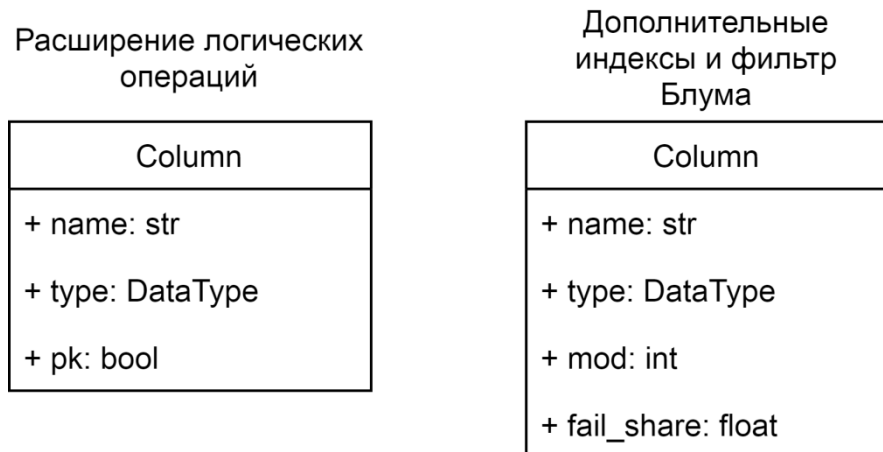 Расширение логических
операций
Column
+ name: str
+ type: DataType
+ pk: bool
Дополнительные
индексы и фильтр
Блума
Column
+ name: str
+ type: DataType
+ mod: int
+ fail_share: float